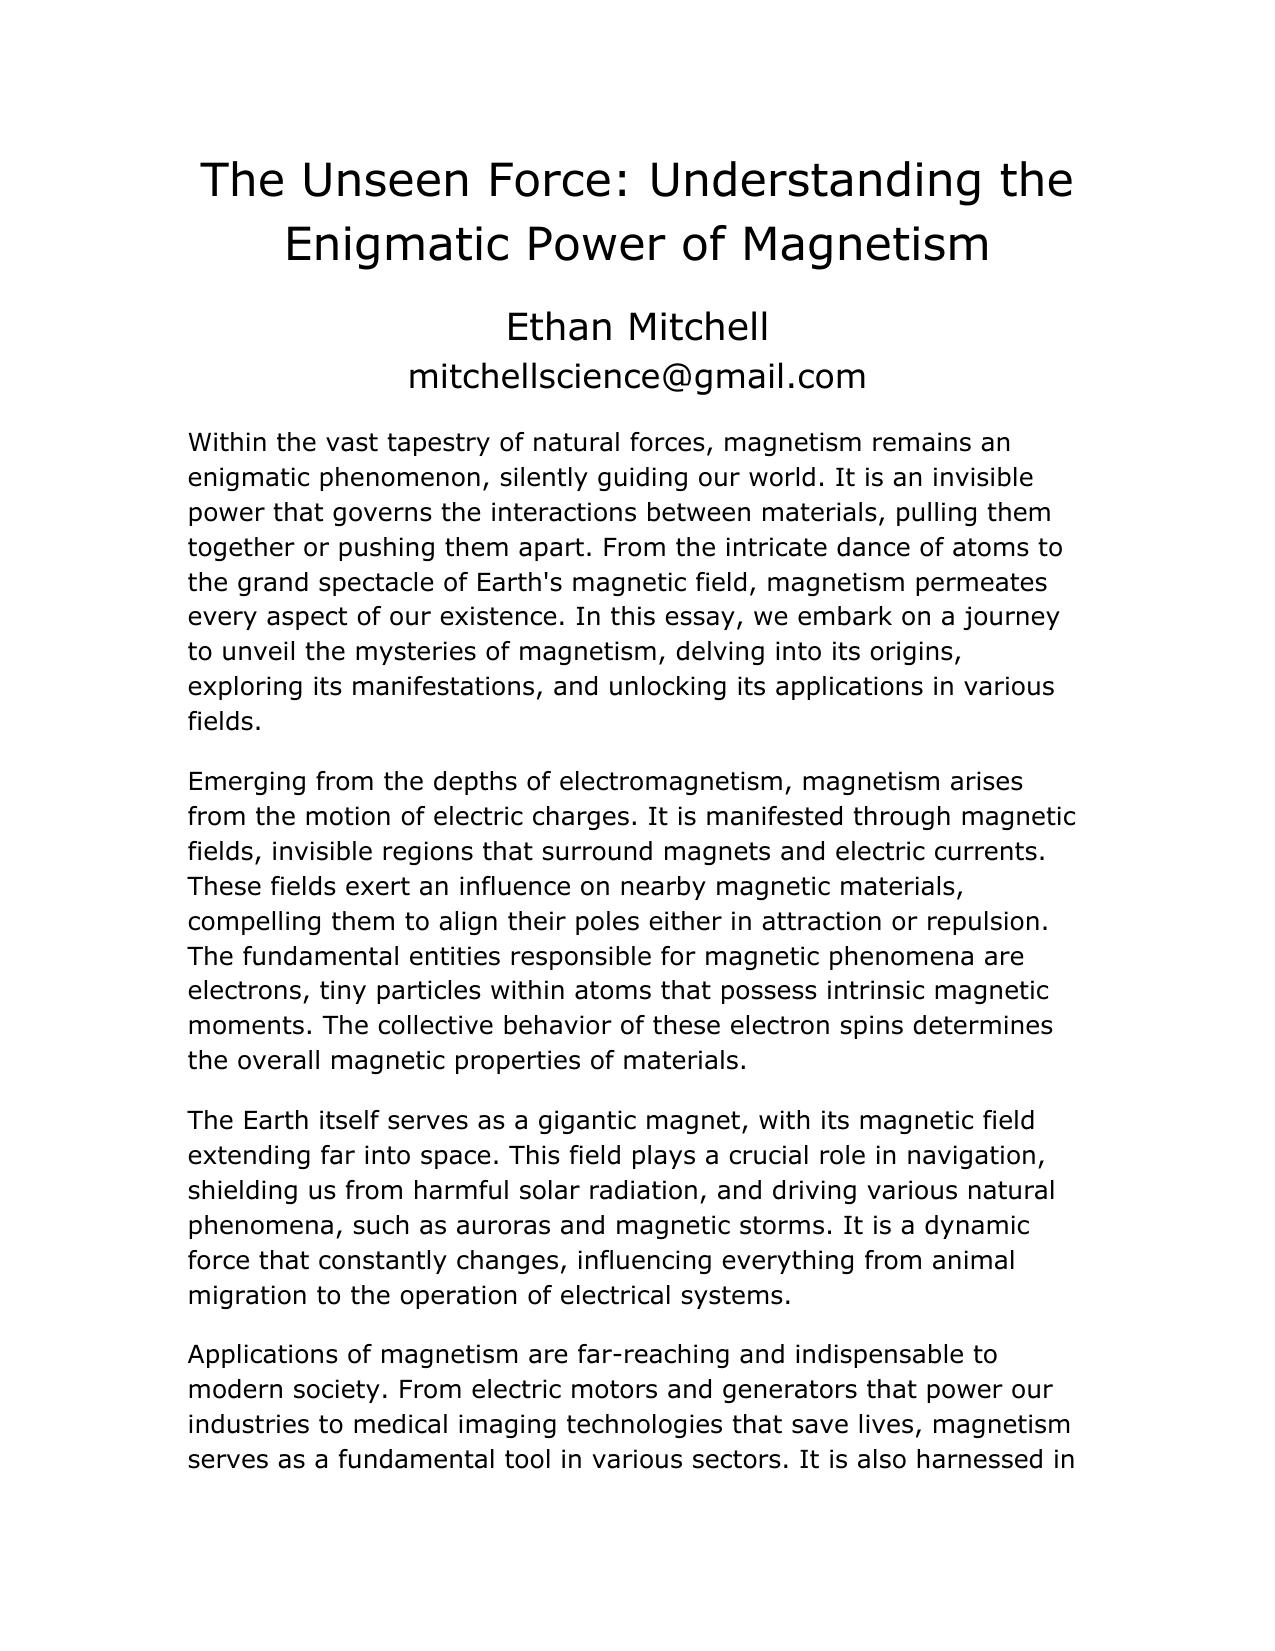 The Unseen Force: Understanding the
Enigmatic Power of Magnetism
Ethan Mitchell
mitchellscience@gmail.com
Within the vast tapestry of natural forces, magnetism remains an
enigmatic phenomenon, silently guiding our world. It is an invisible
power that governs the interactions between materials, pulling them
together or pushing them apart. From the intricate dance of atoms to
the grand spectacle of Earth's magnetic field, magnetism permeates
every aspect of our existence. In this essay, we embark on a journey
to unveil the mysteries of magnetism, delving into its origins,
exploring its manifestations, and unlocking its applications in various
fields.
Emerging from the depths of electromagnetism, magnetism arises
from the motion of electric charges. It is manifested through magnetic
fields, invisible regions that surround magnets and electric currents.
These fields exert an influence on nearby magnetic materials,
compelling them to align their poles either in attraction or repulsion.
The fundamental entities responsible for magnetic phenomena are
electrons, tiny particles within atoms that possess intrinsic magnetic
moments. The collective behavior of these electron spins determines
the overall magnetic properties of materials.
The Earth itself serves as a gigantic magnet, with its magnetic field
extending far into space. This field plays a crucial role in navigation,
shielding us from harmful solar radiation, and driving various natural
phenomena, such as auroras and magnetic storms. It is a dynamic
force that constantly changes, influencing everything from animal
migration to the operation of electrical systems.
Applications of magnetism are far-reaching and indispensable to
modern society. From electric motors and generators that power our
industries to medical imaging technologies that save lives, magnetism
serves as a fundamental tool in various sectors. It is also harnessed in